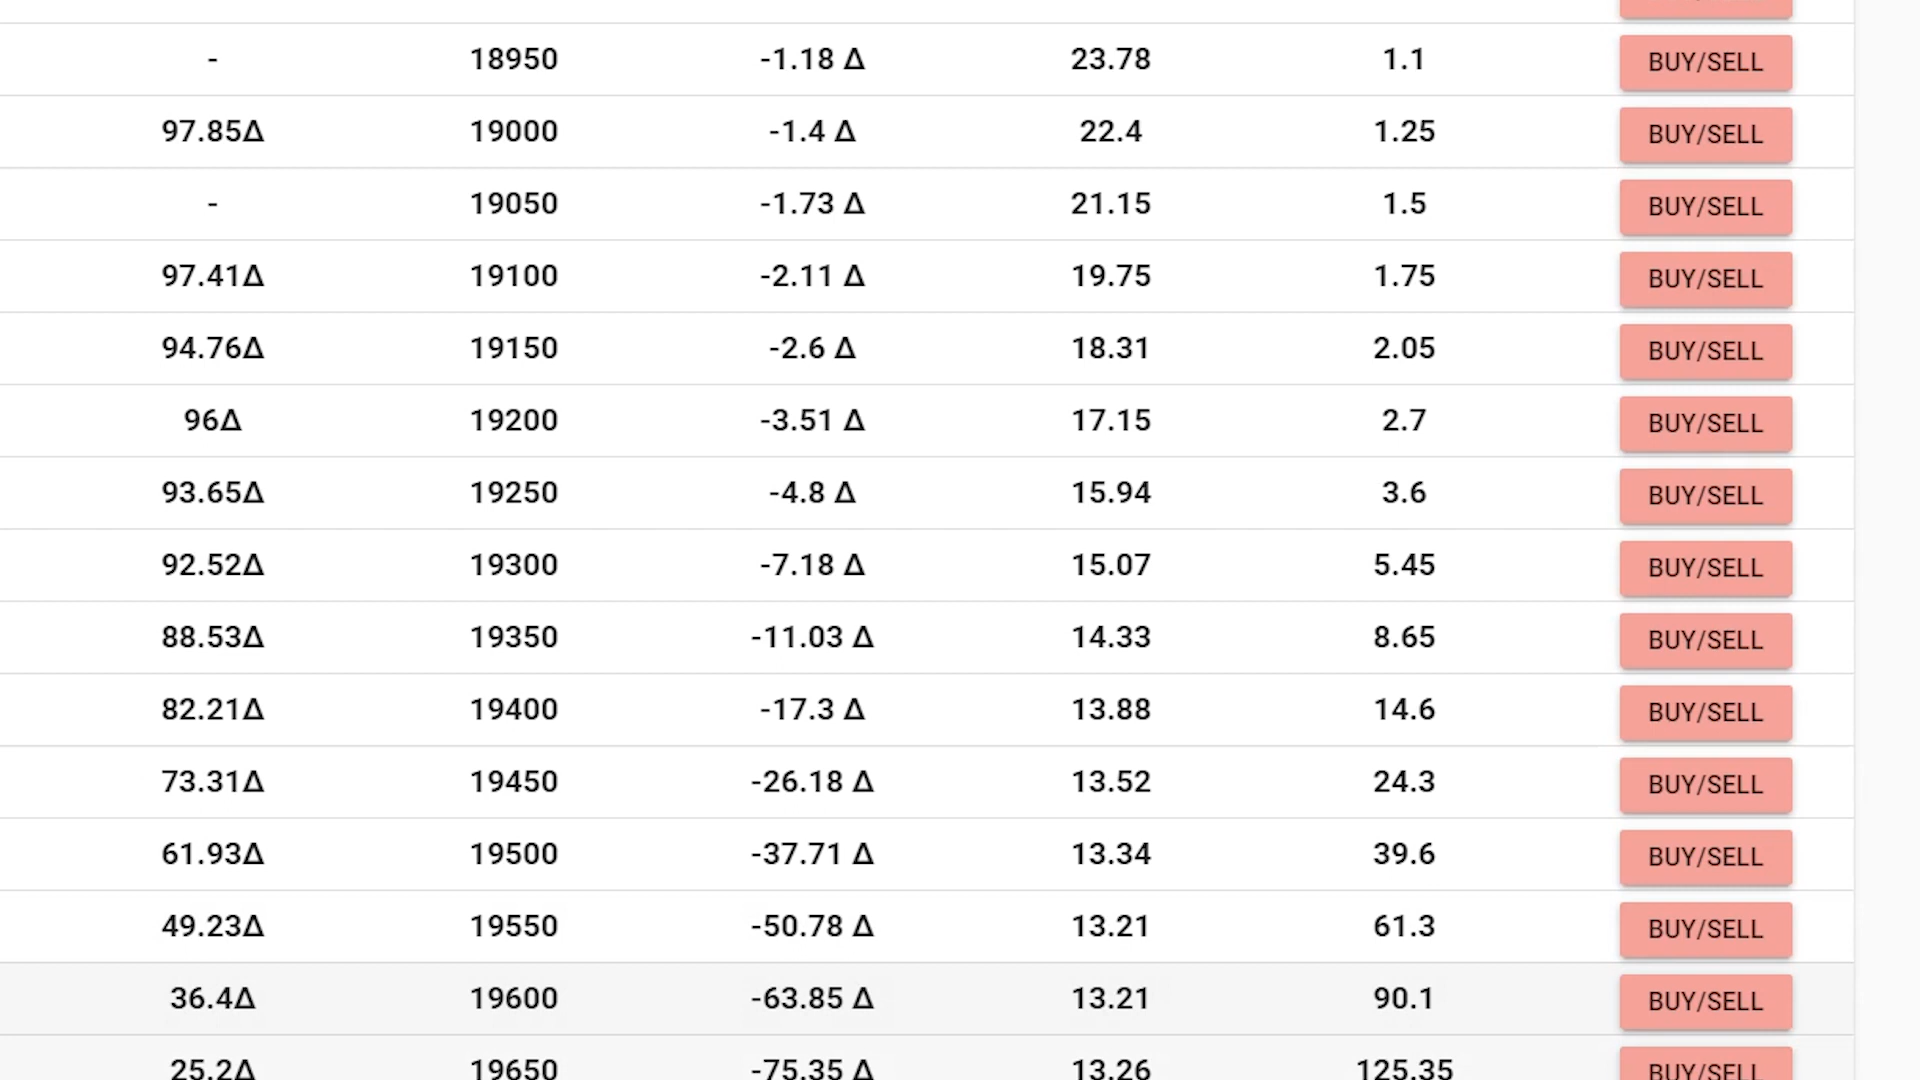 - 18950 -1.18 Δ 23.78 1.1 BUY/SELL
97.85Δ 19000 -1.4 Δ 22.4 1.25 BUY/SELL
- 19050 -1.73 Δ 21.15 1.5 BUY/SELL
97.41Δ 19100 -2.11 Δ 19.75 1.75 BUY/SELL
94.76Δ 19150 -2.6 Δ 18.31 2.05 BUY/SELL
96Δ 19200 -3.51 Δ 17.15 2.7 BUY/SELL
93.65Δ 19250 -4.8 Δ 15.94 3.6 BUY/SELL
92.52Δ 19300 -7.18 Δ 15.07 5.45 BUY/SELL
88.53Δ 19350 -11.03 Δ 14.33 8.65 BUY/SELL
82.21Δ 19400 -17.3 Δ 13.88 14.6 BUY/SELL
73.31Δ 19450 -26.18 Δ 13.52 24.3 BUY/SELL
61.93Δ 19500 -37.71 Δ 13.34 39.6 BUY/SELL
49.23Δ 19550 -50.78 Δ 13.21 61.3 BUY/SELL
36.4Δ 19600 -63.85 Δ 13.21 90.1 BUY/SELL
25.2Δ 19650 -75.35 Δ 13.26 125.35 BUY/SELL